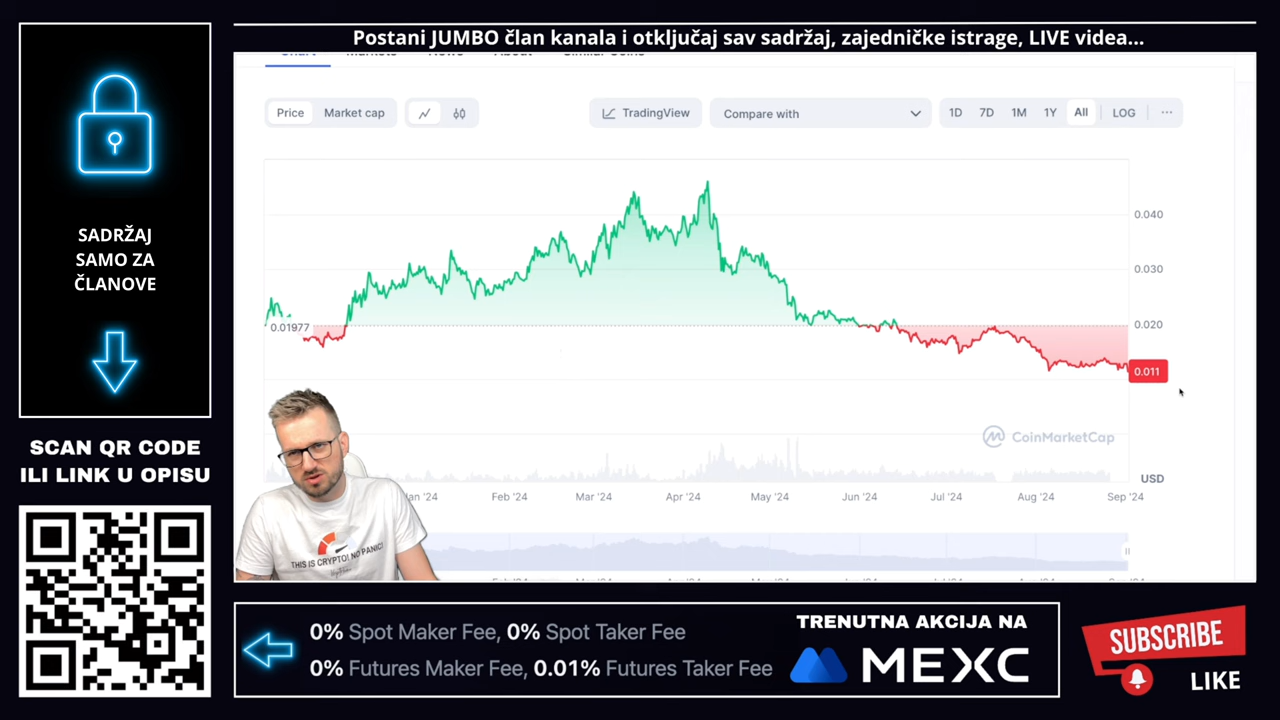 Postani JUMBO član kanala i otključaj sav sadržaj, zajedničke istrage, LIVE videa...
SADRŽAJ
SAMO ZA
ČLANOVE
SCAN QR CODE
ILI LINK U OPISU
Price Market cap
TradingView
Compare with
1D 7D 1M 1Y All LOG ...
0.040
0.030
0.01977
0.020
0.011
CoinMarketCap
USD
Feb '24 Mar '24 Apr '24 May '24 Jun '24 Jul '24 Aug '24 Sep '24
THIS IS CRYPTO! NO PANIC!
0% Spot Maker Fee, 0% Spot Taker Fee
0% Futures Maker Fee, 0.01% Futures Taker Fee
TRENUTNA AKCIJA NA
MEXC
SUBSCRIBE
LIKE